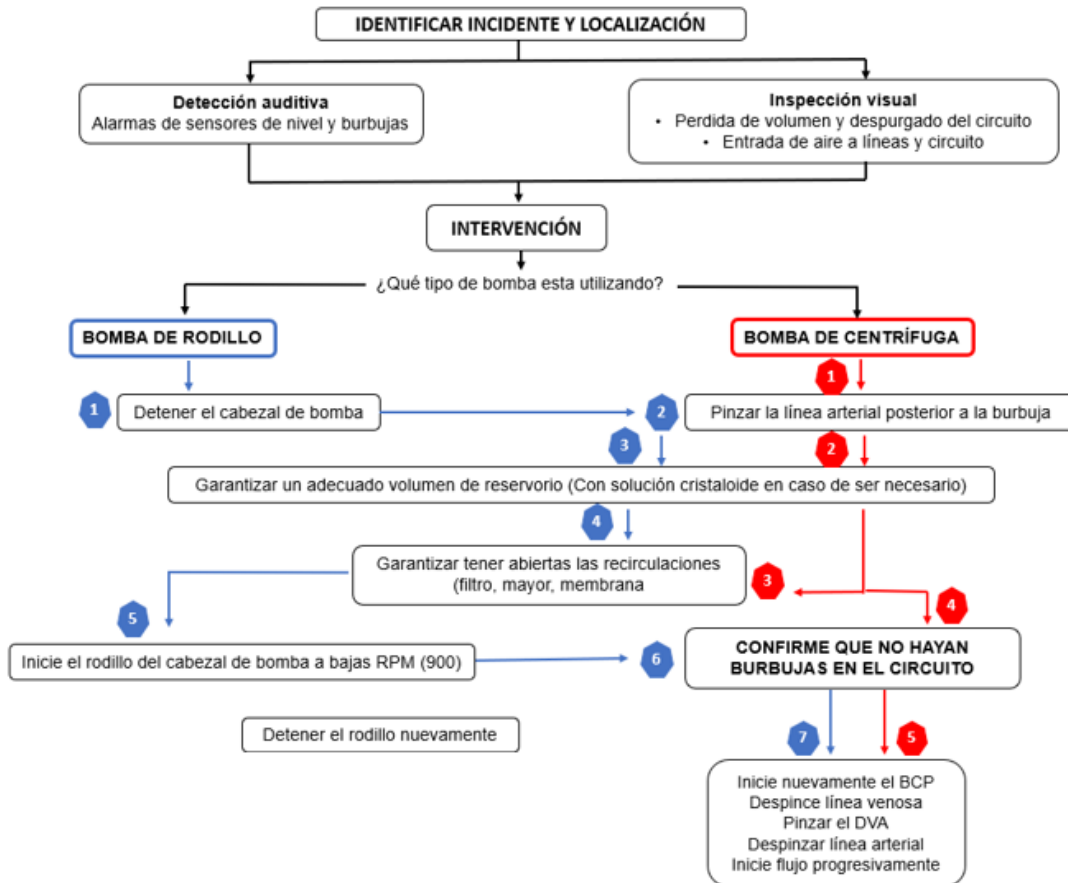 IDENTIFICAR INCIDENTE Y LOCALIZACIÓN
Detección auditiva
Alarmas de sensores de nivel y burbujas
Inspección visual
• Perdida de volumen y despurgado del circuito
• Entrada de aire a líneas y circuito
INTERVENCIÓN
¿Qué tipo de bomba esta utilizando?
BOMBA DE RODILLO
BOMBA DE CENTRÍFUGA
1
1
Detener el cabezal de bomba
2
Pinzar la línea arterial posterior a la burbuja
3
2
Garantizar un adecuado volumen de reservorio (Con solución cristaloide en caso de ser necesario)
4
Garantizar tener abiertas las recirculaciones
(filtro, mayor, membrana
3
4
5
Inicie el rodillo del cabezal de bomba a bajas RPM (900)
6
CONFIRME QUE NO HAYAN
BURBUJAS EN EL CIRCUITO
Detener el rodillo nuevamente
7
5
Inicie nuevamente el BCP
Despince línea venosa
Pinzar el DVA
Despinzar línea arterial
Inicie flujo progresivamente